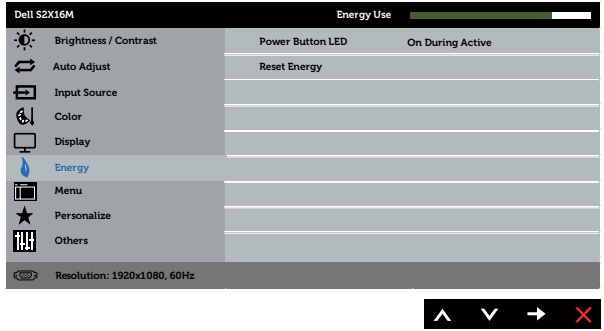 Dell S2X16M Energy Use
Brightness / Contrast Power Button LED On During Active
Auto Adjust Reset Energy
Input Source
Color
Display
Energy
Menu
Personalize
Others
Resolution: 1920x1080, 60Hz